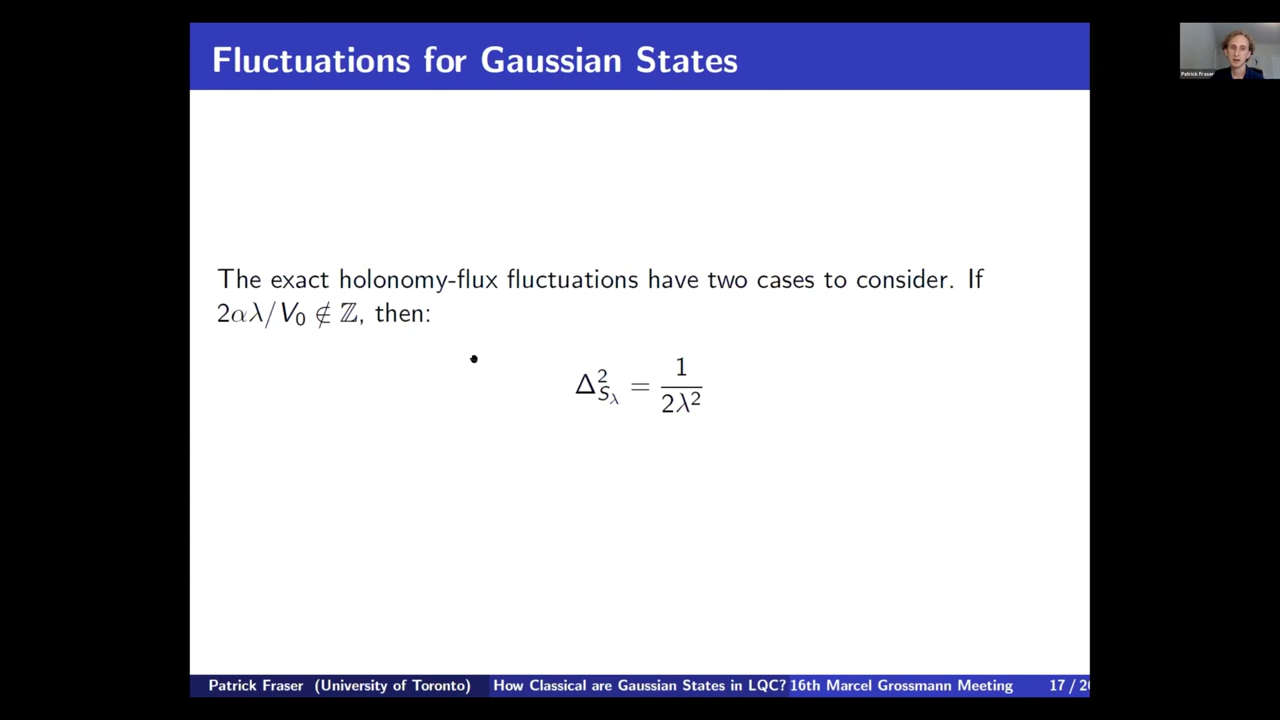 Fluctuations for Gaussian States
Patrick Fraser
The exact holonomy-flux fluctuations have two cases to consider. If
2αλ/V₀ ∉ ℤ, then:
Δ²_{S_λ} = 1/2λ²
Patrick Fraser (University of Toronto) How Classical are Gaussian States in LQC? 16th Marcel Grossmann Meeting 17 / 2